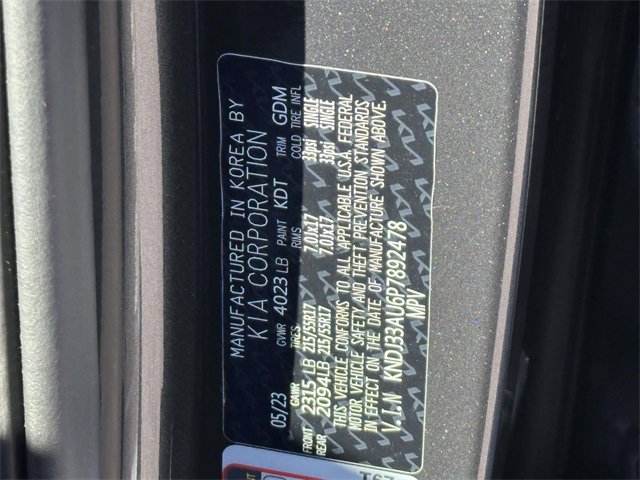 MANUFACTURED IN KOREA BY
KIA CORPORATION
05/23 GVWR 4023 LB PAINT KDT TRIM GDM
GAWR TIRES RIMS COLD TIRE INFL
FRONT 2315 LB 215/55R17 7.0Jx17 33psi SINGLE
REAR 2094LB 215/55R17 7.0Jx17 33psi SINGLE
THIS VEHICLE CONFORMS TO ALL APPLICABLE U.S.A. FEDERAL
MOTOR VEHICLE SAFETY AND THEFT PREVENTION STANDARDS
IN EFFECT ON THE DATE OF MANUFACTURE SHOWN ABOVE.
V.I.N KNDJ33AU6P7892478
MPV